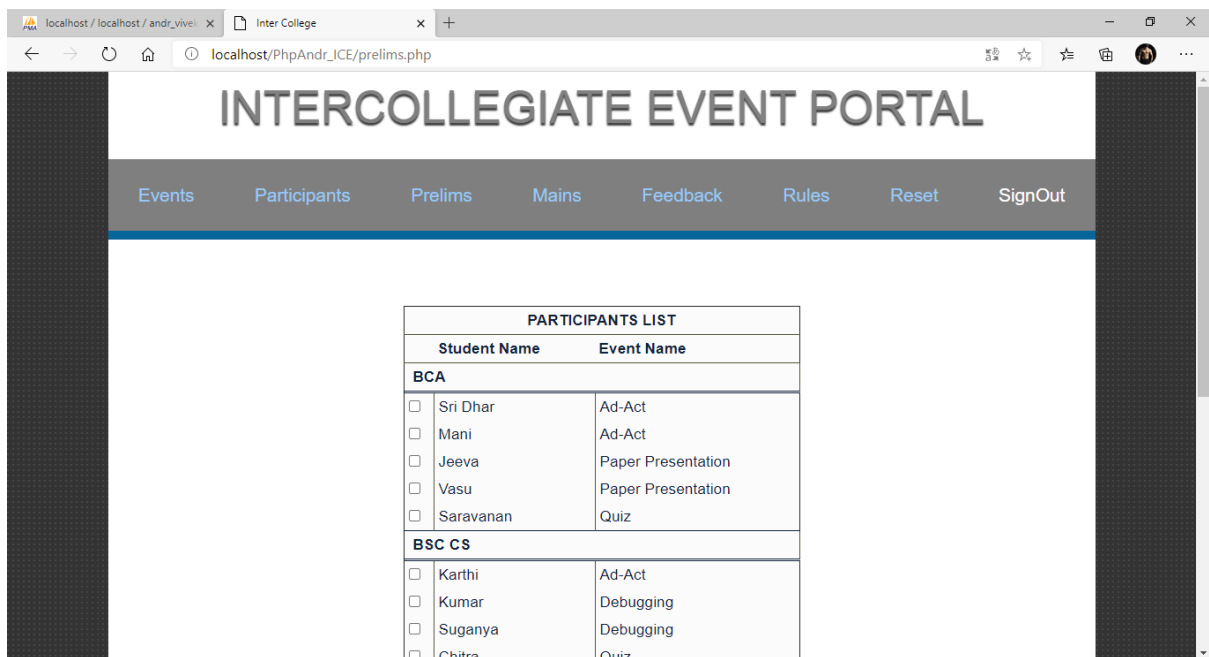 localhost / localhost / andr_vivek
Inter College
localhost/PhpAndr_ICE/prelims.php
INTERCOLLEGIATE EVENT PORTAL
Events Participants Prelims Mains Feedback Rules Reset SignOut
PARTICIPANTS LIST
Student Name Event Name
BCA
Sri Dhar Ad-Act
Mani Ad-Act
Jeeva Paper Presentation
Vasu Paper Presentation
Saravanan Quiz
BSC CS
Karthi Ad-Act
Kumar Debugging
Suganya Debugging
Chitra Quiz